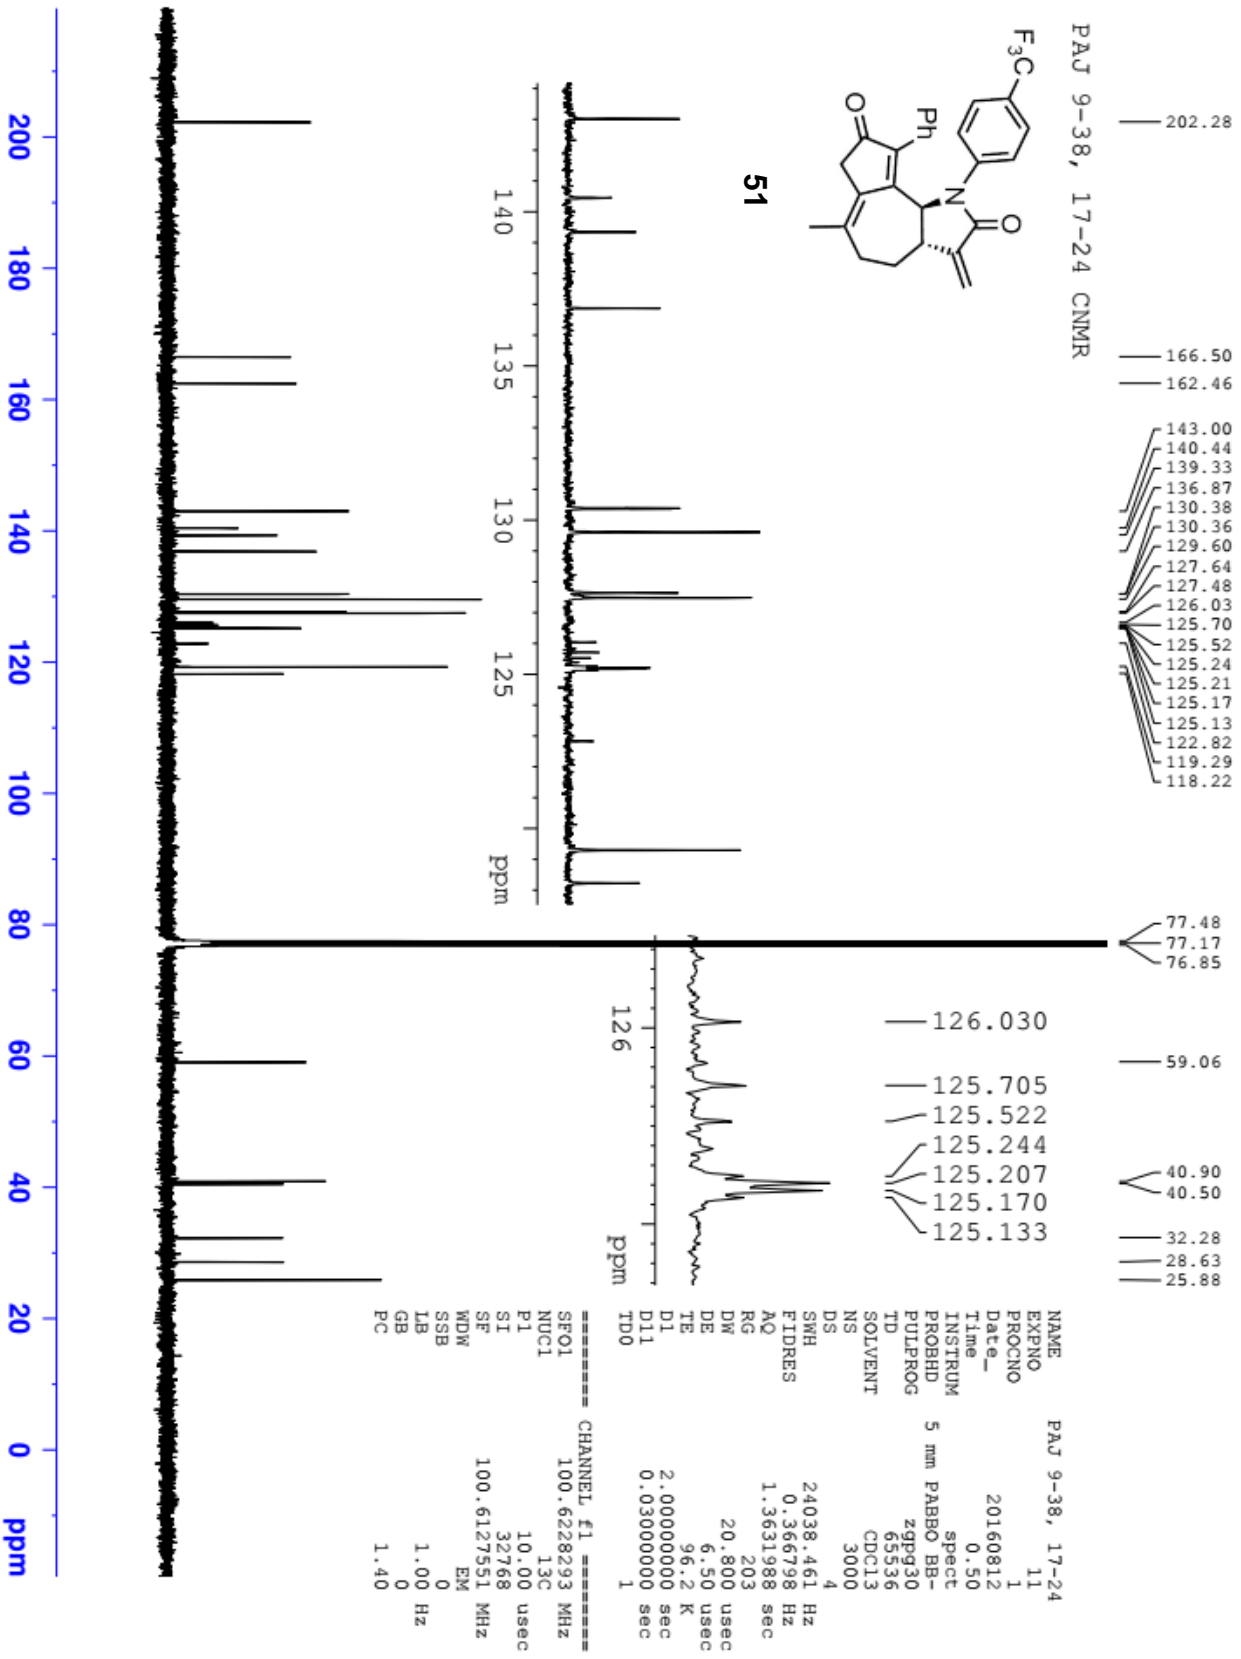 PAJ 9-38, 17-24 CNMR
F3C
N
O
Ph
O
51
202.28
166.50
162.46
143.00
140.44
139.33
136.87
130.38
130.36
129.60
127.64
127.48
126.03
125.70
125.52
125.24
125.21
125.17
125.13
122.82
119.29
118.22
77.48
77.17
76.85
59.06
40.90
40.50
32.28
28.63
25.88
140 135 130 125 ppm
126.030
125.705
125.522
125.244
125.207
125.170
125.133
126 ppm
NAME PAJ 9-38, 17-24
EXPNO 11
PROCNO 1
Date_ 20160812
Time 0.50
INSTRUM spect
PROBHD 5 mm PABBO BB-
PULPROG zgpg30
TD 65536
SOLVENT CDCl3
NS 3000
DS 4
SWH 24038.461 Hz
FIDRES 0.366798 Hz
AQ 1.3631988 sec
RG 203
DW 20.800 usec
DE 6.50 usec
TE 96.2 K
D1 2.00000000 sec
D11 0.03000000 sec
TD0 1
======== CHANNEL f1 ========
SFO1 100.6228293 MHz
NUC1 13C
P1 10.00 usec
SI 32768
SF 100.6127551 MHz
WDW EM
SSB 0
LB 1.00 Hz
GB 0
PC 1.40
200 180 160 140 120 100 80 60 40 20 0 ppm